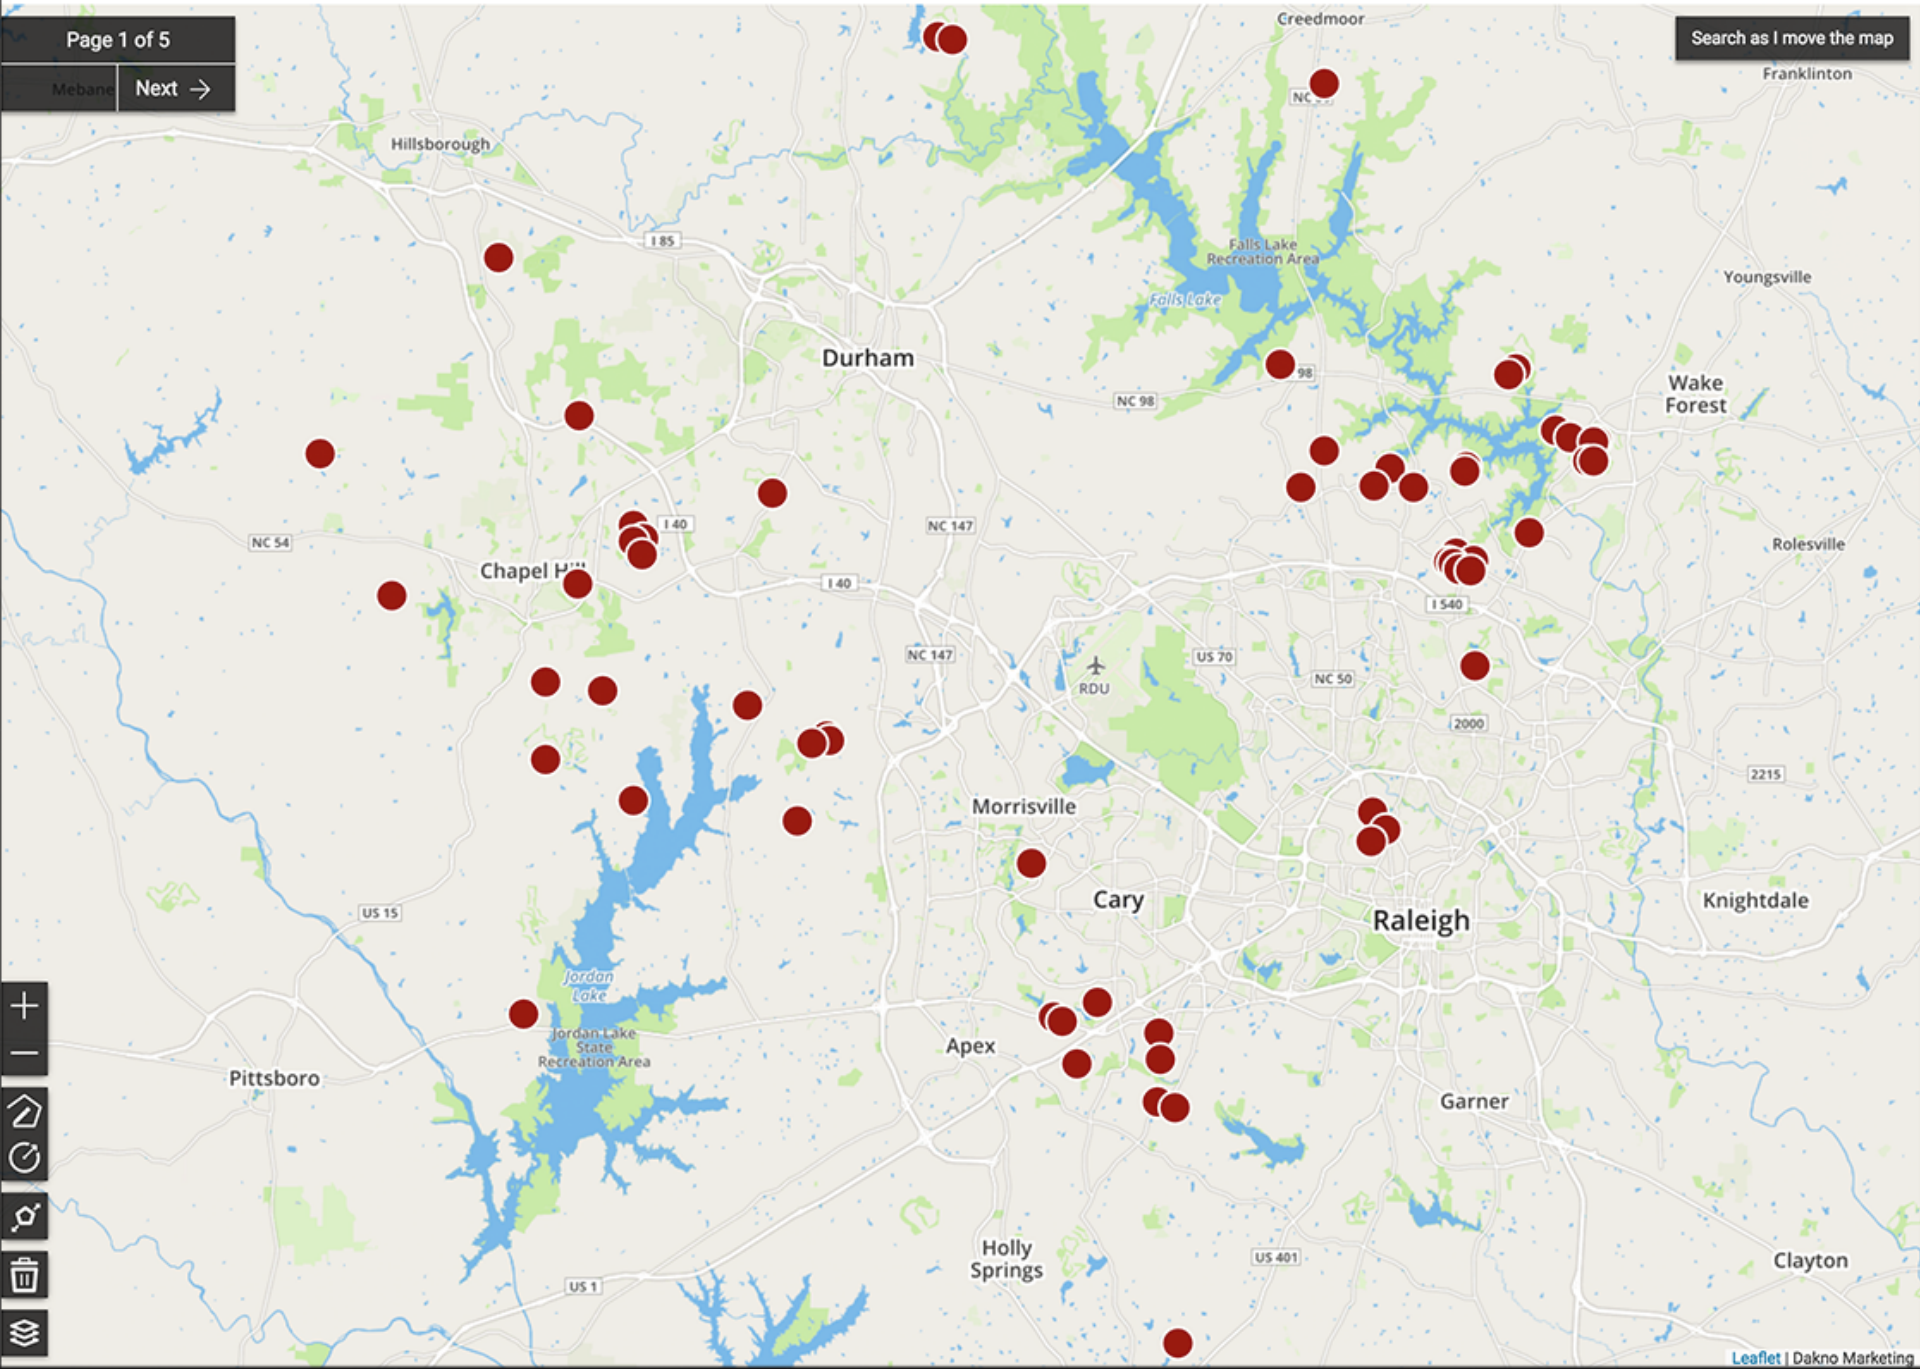 Page 1 of 5
Creedmoor
Search as I move the map
Mebane
Next →
NC
Franklinton
Hillsborough
I 85
Falls Lake
Recreation Area
Youngsville
Falls Lake
Durham
98
NC 98
Wake
Forest
NC 54
I 40
NC 147
Rolesville
Chapel Hill
I 40
I 540
NC 147
US 70
RDU
NC 50
2000
2215
Morrisville
Cary
Knightdale
US 15
Raleigh
Jordan
Lake
Jordan Lake
State
Recreation Area
Apex
Pittsboro
Garner
Holly
Springs
US 401
Clayton
US 1
Leaflet | Dakno Marketing